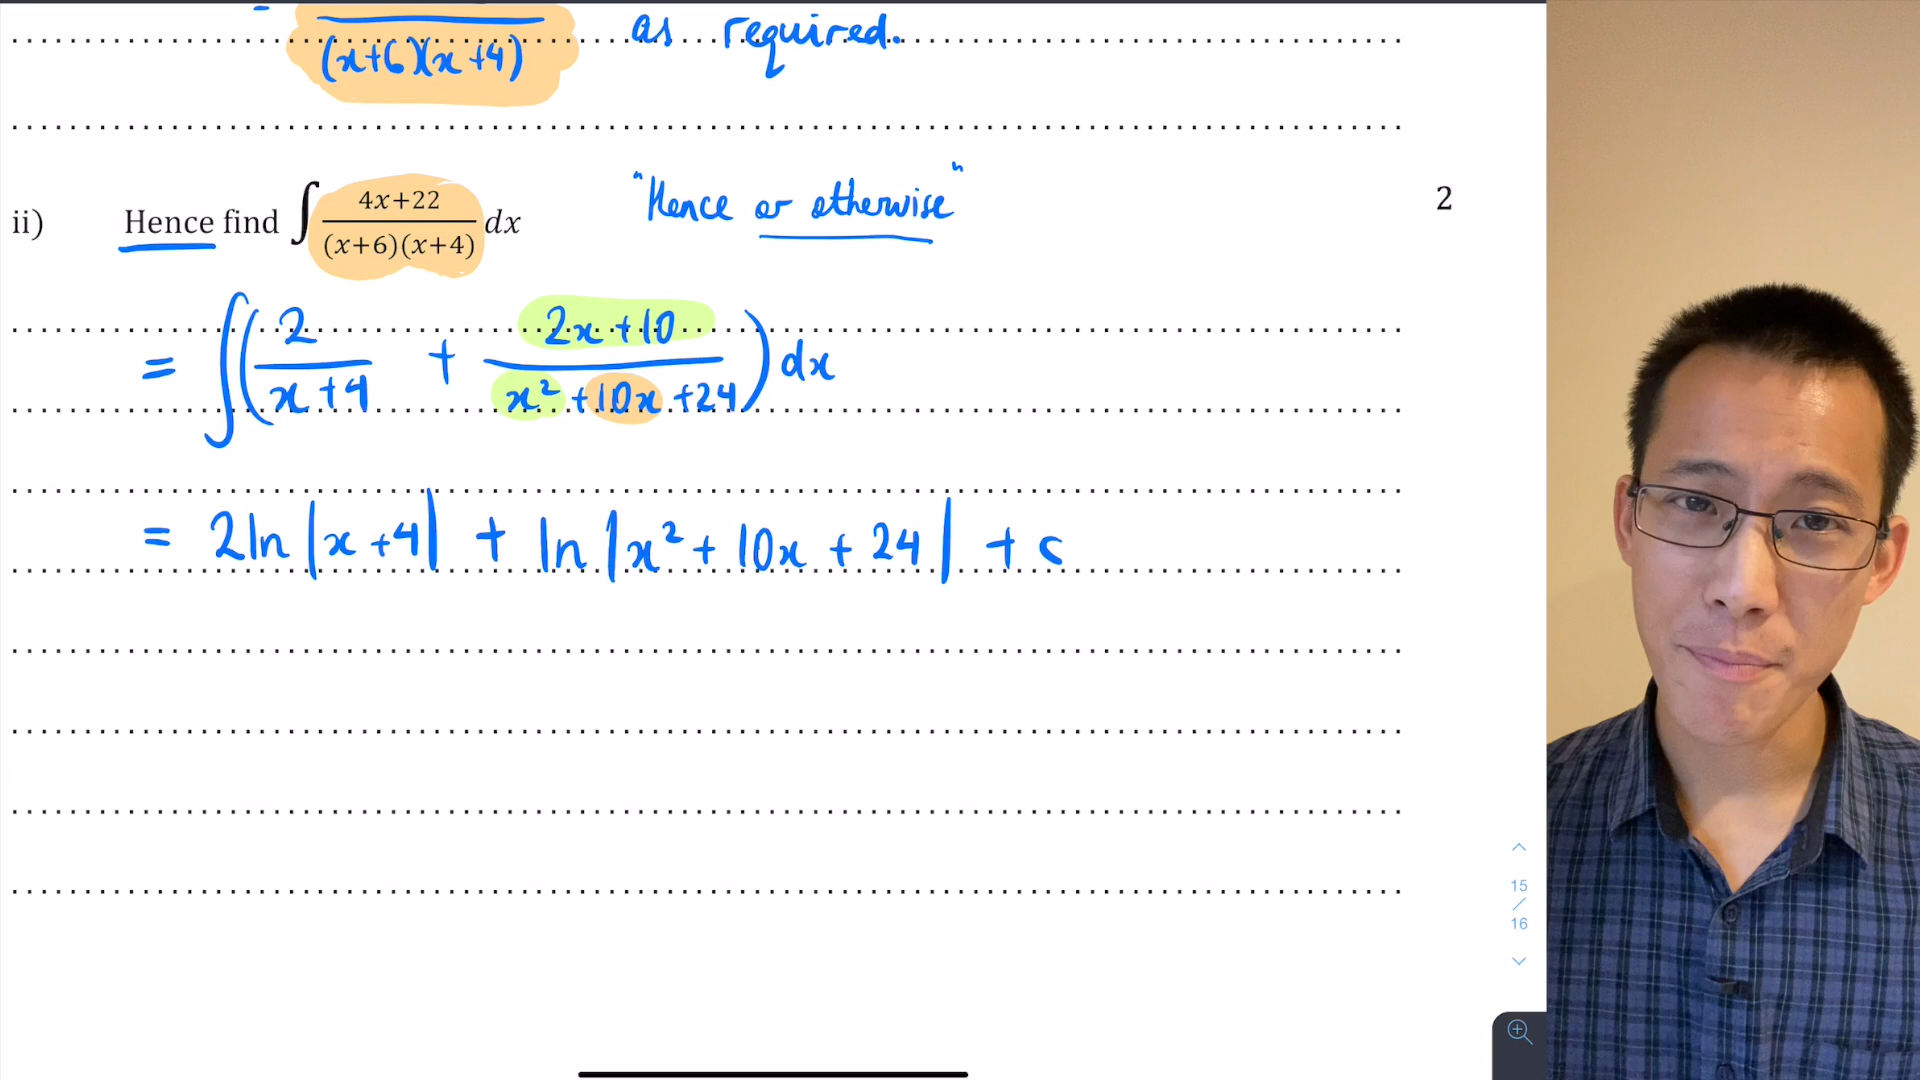 (x+6)(x+4) as required.
ii) Hence find ∫ 4x+22 / (x+6)(x+4) dx "Hence or otherwise" 2
= ∫ ( 2 / x+4 + 2x+10 / x² +10x +24 ) dx
= 2ln |x+4| + ln |x² + 10x + 24| + c
15
/
16